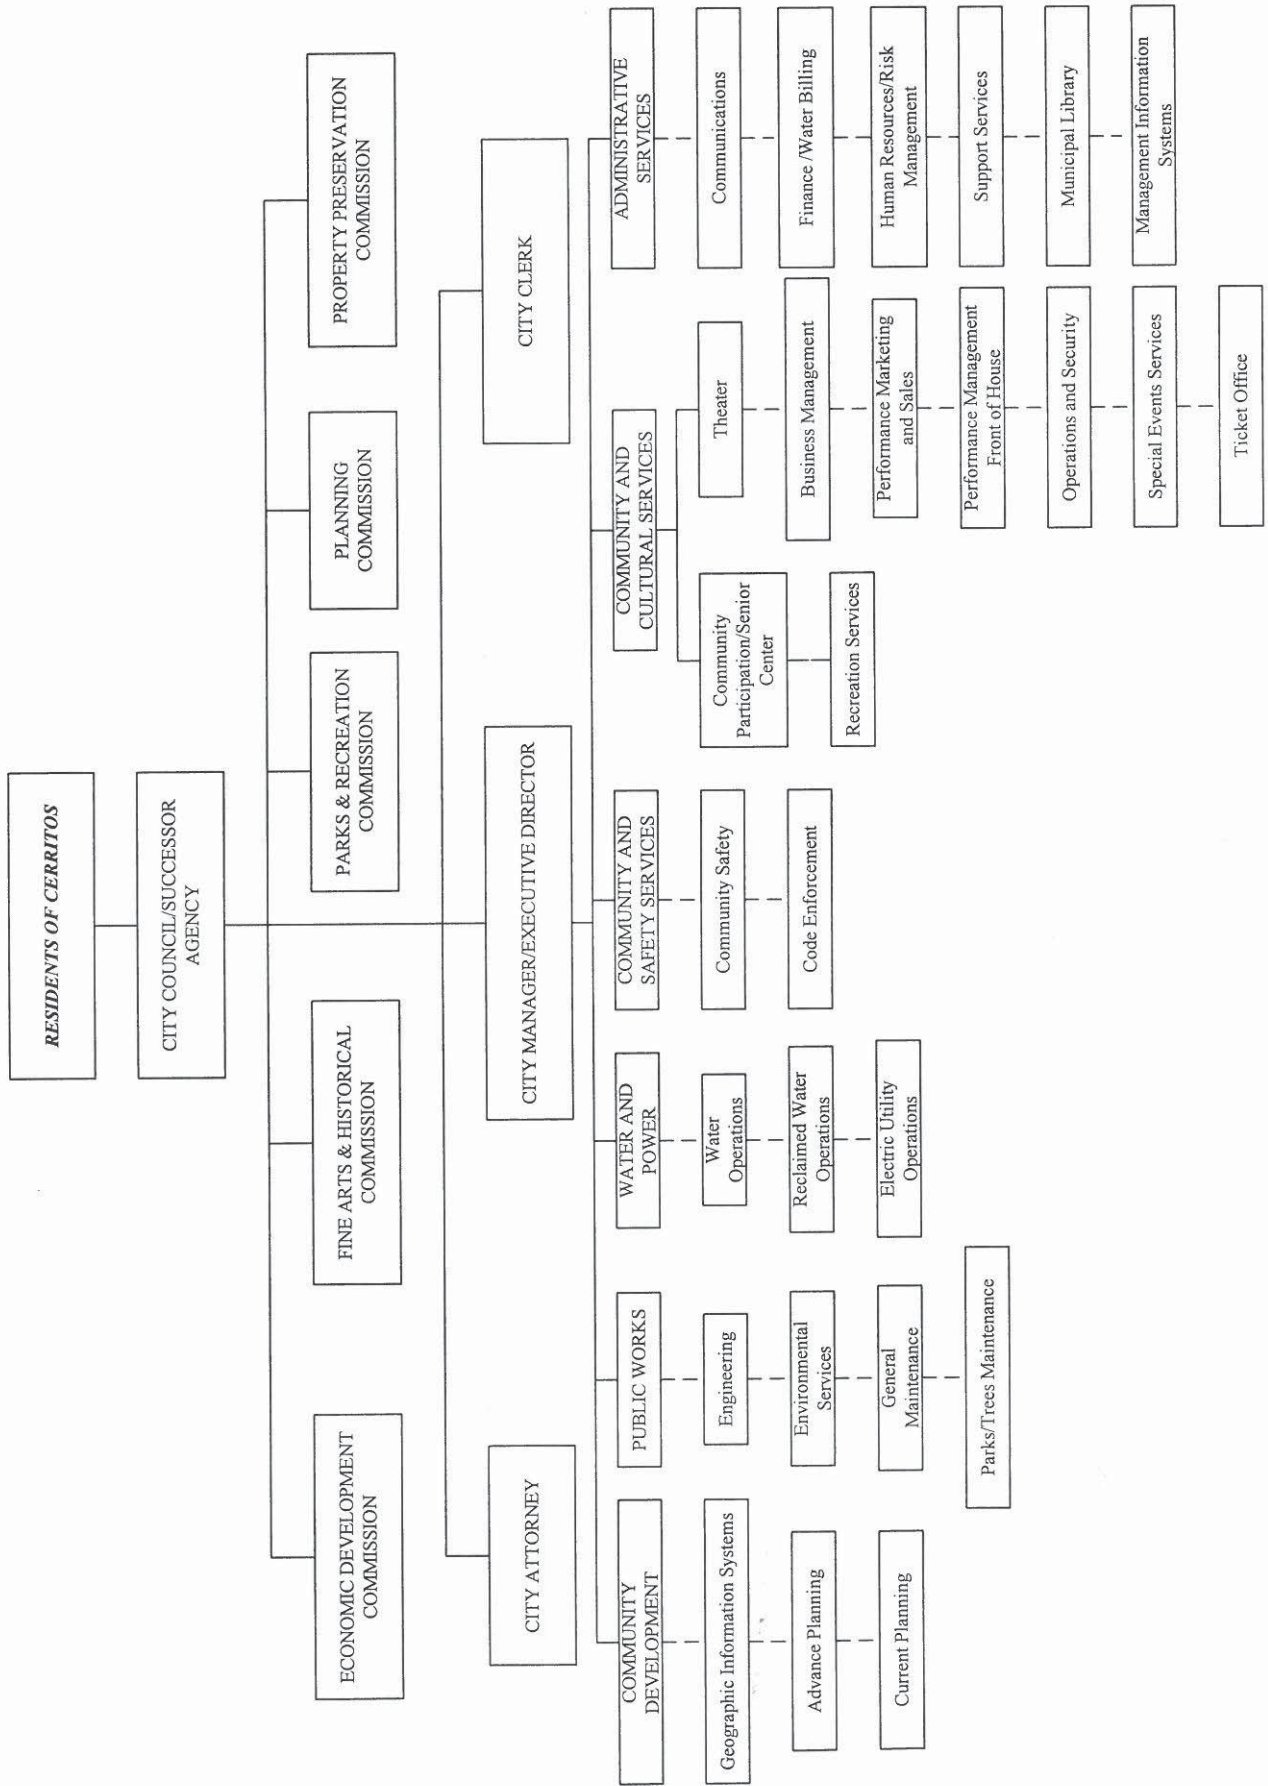 RESIDENTS OF CERRITOS
CITY COUNCIL/SUCCESSOR
AGENCY
ECONOMIC DEVELOPMENT
COMMISSION
FINE ARTS & HISTORICAL
COMMISSION
PARKS & RECREATION
COMMISSION
PLANNING
COMMISSION
PROPERTY PRESERVATION
COMMISSION
CITY ATTORNEY
CITY MANAGER/EXECUTIVE DIRECTOR
CITY CLERK
COMMUNITY
DEVELOPMENT
Geographic Information Systems
Advance Planning
Current Planning
PUBLIC WORKS
Engineering
Environmental
Services
General
Maintenance
Parks/Trees Maintenance
WATER AND
POWER
Water
Operations
Reclaimed Water
Operations
Electric Utility
Operations
COMMUNITY AND
SAFETY SERVICES
Community Safety
Code Enforcement
COMMUNITY AND
CULTURAL SERVICES
Community
Participation/Senior
Center
Recreation Services
Theater
Business Management
Performance Marketing
and Sales
Performance Management
Front of House
Operations and Security
Special Events Services
Ticket Office
ADMINISTRATIVE
SERVICES
Communications
Finance /Water Billing
Human Resources/Risk
Management
Support Services
Municipal Library
Management Information
Systems